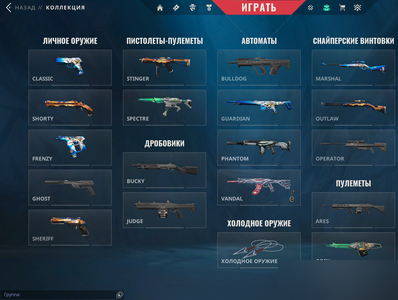 НАЗАД // КОЛЛЕКЦИЯ
ИГРАТЬ
ЛИЧНОЕ ОРУЖИЕ
CLASSIC
SHORTY
FRENZY
GHOST
SHERIFF
ПИСТОЛЕТЫ-ПУЛЕМЕТЫ
STINGER
SPECTRE
ДРОБОВИКИ
BUCKY
JUDGE
АВТОМАТЫ
BULLDOG
GUARDIAN
PHANTOM
VANDAL
ХОЛОДНОЕ ОРУЖИЕ
ХОЛОДНОЕ ОРУЖИЕ
СНАЙПЕРСКИЕ ВИНТОВКИ
MARSHAL
OUTLAW
OPERATOR
ПУЛЕМЕТЫ
ARES
Группа: